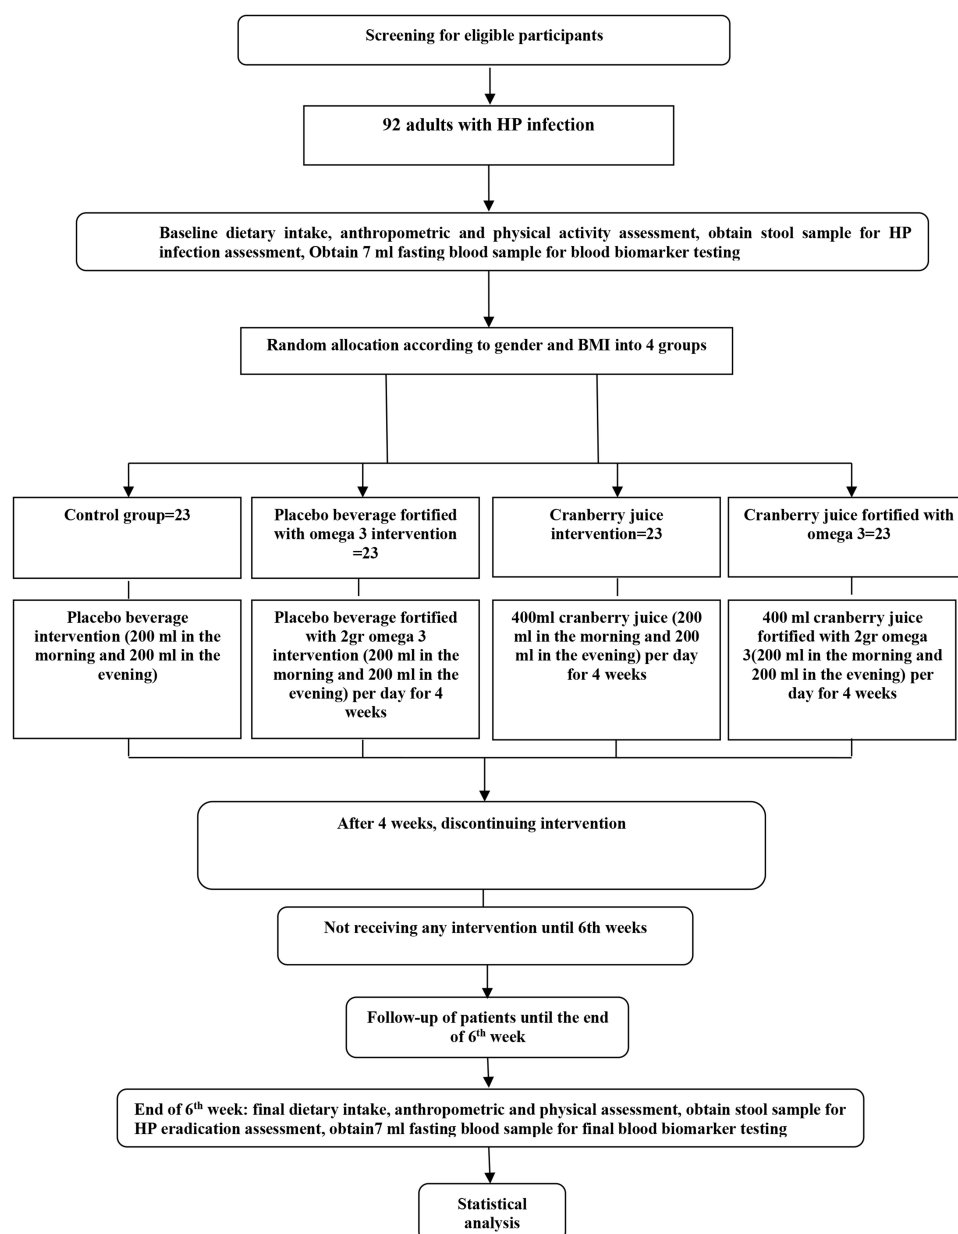 Screening for eligible participants
92 adults with HP infection
Baseline dietary intake, anthropometric and physical activity assessment, obtain stool sample for HP
infection assessment, Obtain 7 ml fasting blood sample for blood biomarker testing
Random allocation according to gender and BMI into 4 groups
Control group=23
Placebo beverage fortified
with omega 3 intervention
=23
Cranberry juice
intervention=23
Cranberry juice fortified with
omega 3=23
Placebo beverage
intervention (200 ml in the
morning and 200 ml in the
evening)
Placebo beverage fortified
with 2gr omega 3
intervention (200 ml in the
morning and 200 ml in the
evening) per day for 4
weeks
400ml cranberry juice (200
ml in the morning and 200
ml in the evening) per day
for 4 weeks
400 ml cranberry juice
fortified with 2gr omega
3(200 ml in the morning and
200 ml in the evening) per
day for 4 weeks
After 4 weeks, discontinuing intervention
Not receiving any intervention until 6th weeks
Follow-up of patients until the end
of 6th week
End of 6th week: final dietary intake, anthropometric and physical assessment, obtain stool sample for
HP eradication assessment, obtain7 ml fasting blood sample for final blood biomarker testing
Statistical
analysis